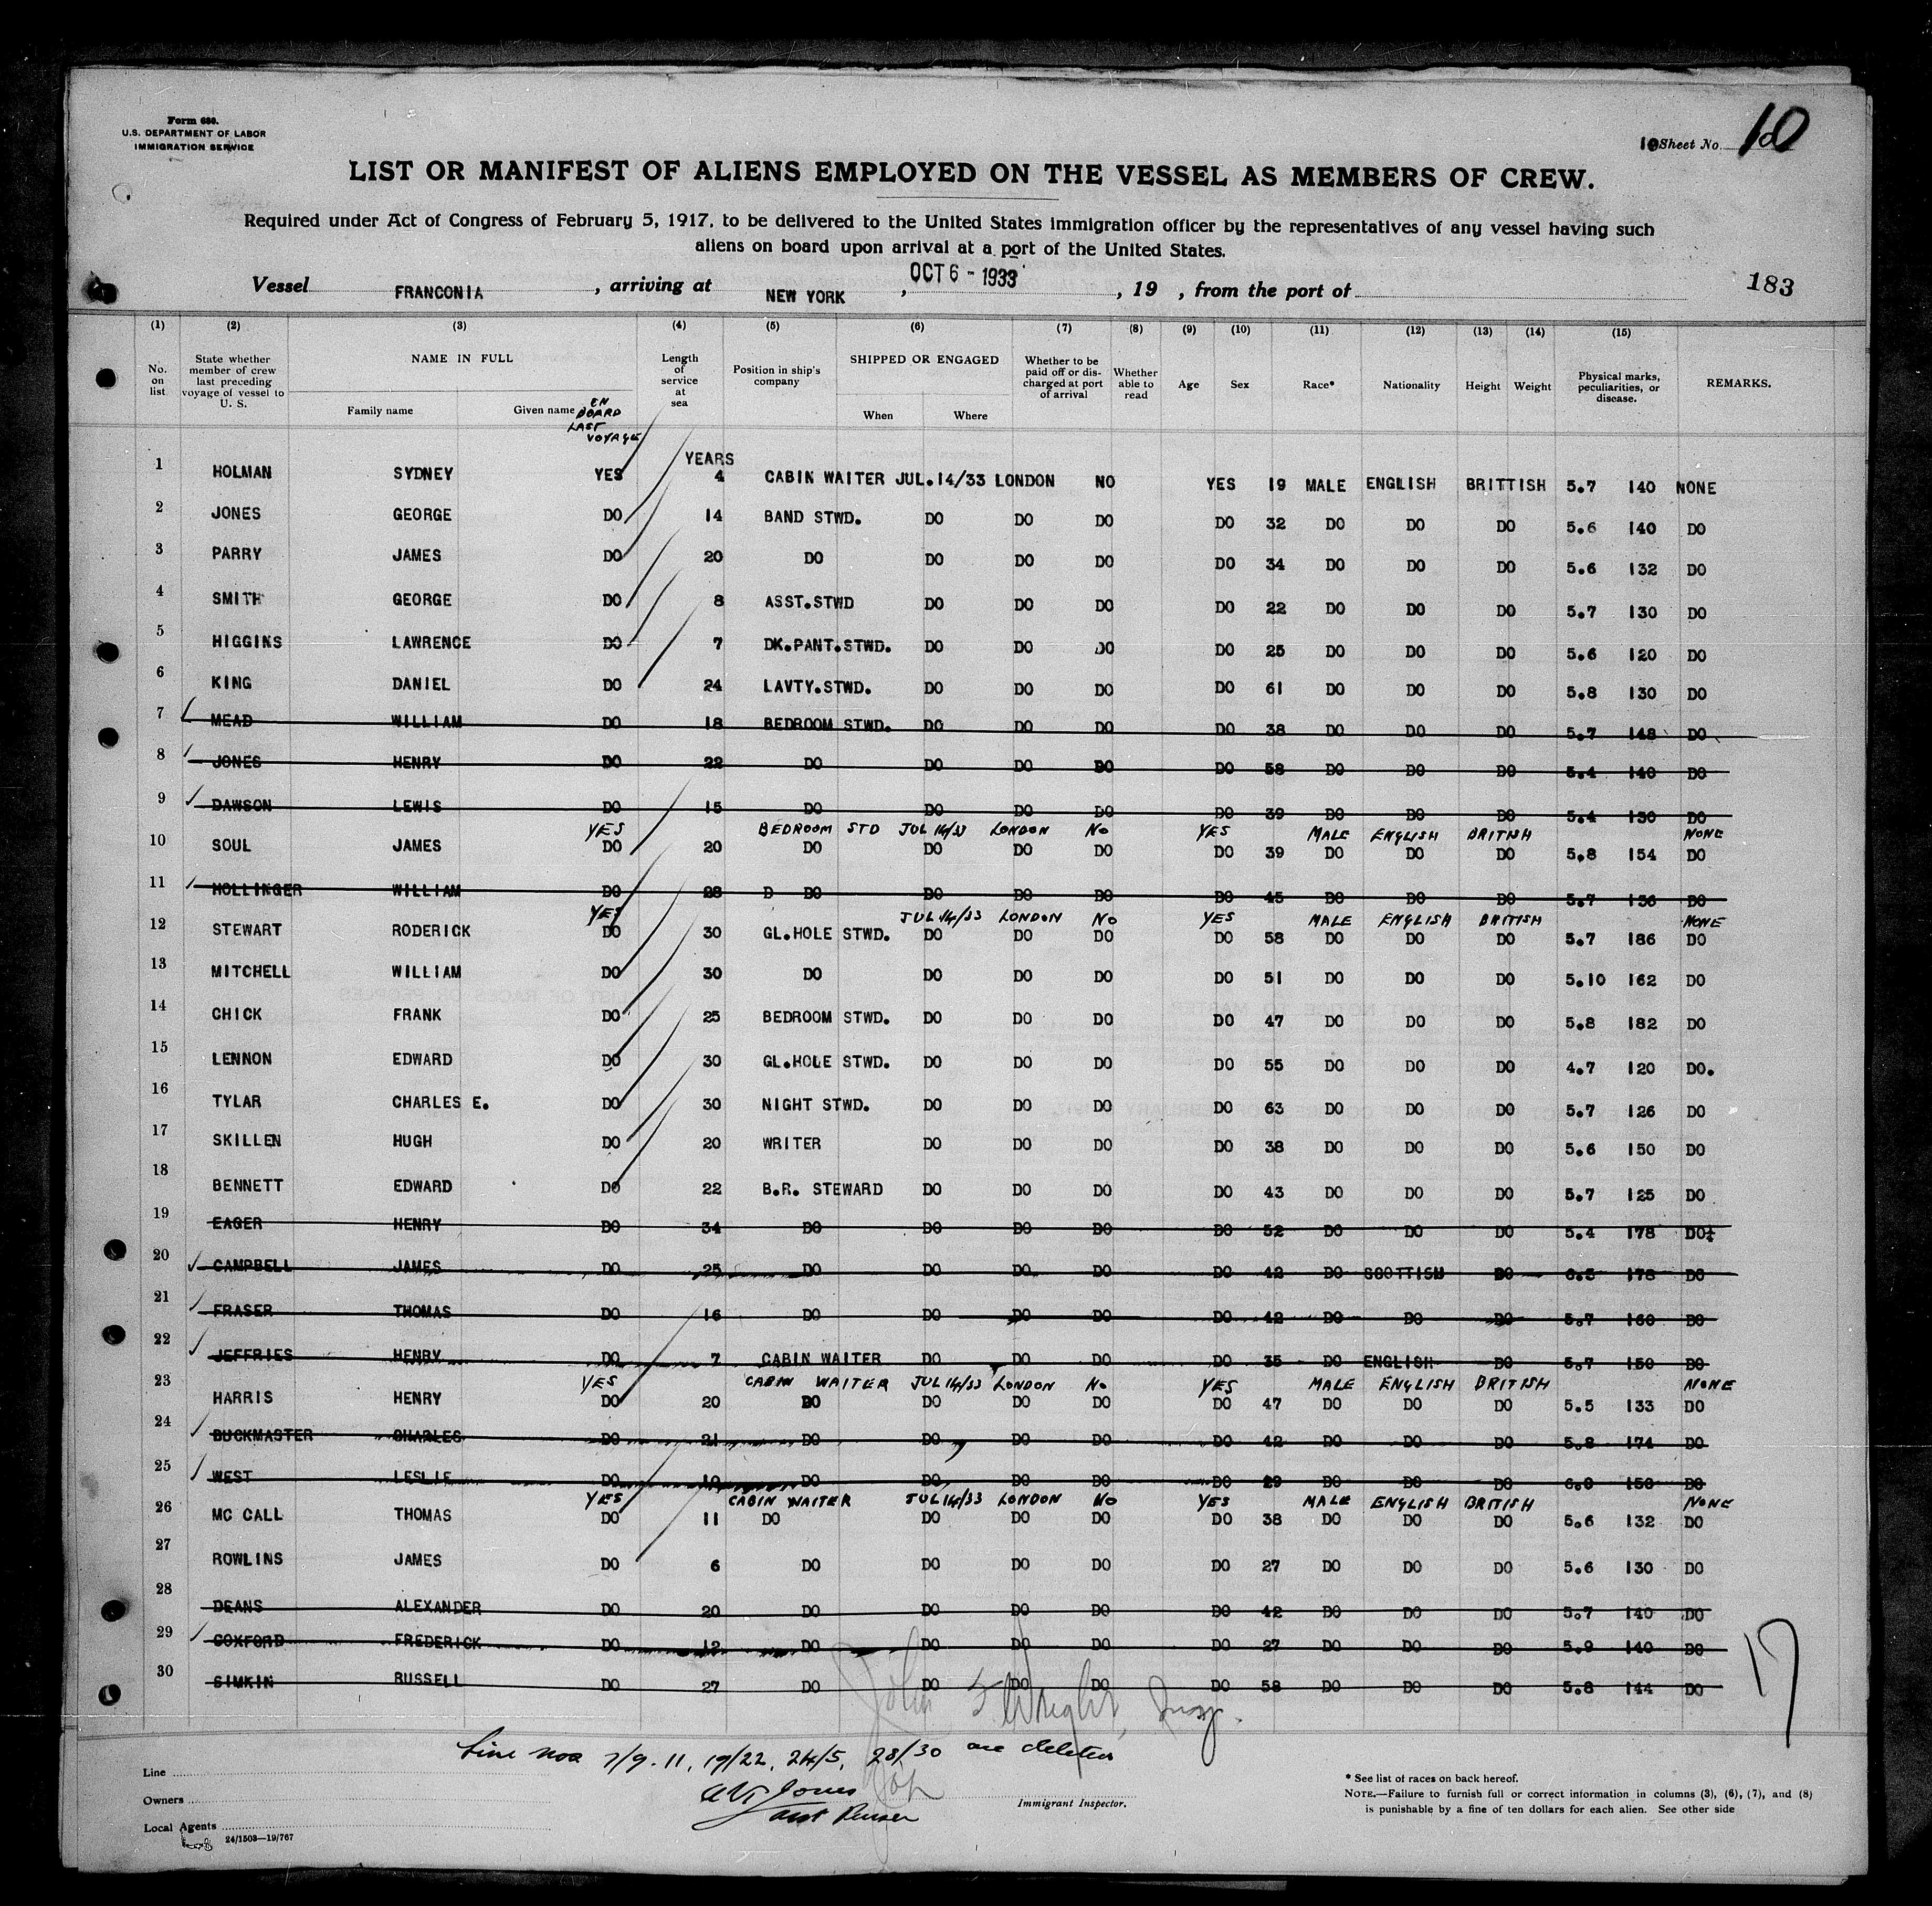 Form 680.
U.S. DEPARTMENT OF LABOR
IMMIGRATION SERVICE
10 Sheet No. 10
LIST OR MANIFEST OF ALIENS EMPLOYED ON THE VESSEL AS MEMBERS OF CREW.
Required under Act of Congress of February 5, 1917, to be delivered to the United States immigration officer by the representatives of any vessel having such
aliens on board upon arrival at a port of the United States.
Vessel FRANCONIA, arriving at NEW YORK, OCT 6 - 1933, 19 , from the port of
183
(1) (2) (3) (4) (5) (6) (7) (8) (9) (10) (11) (12) (13) (14) (15)
No. on list
State whether member of crew last preceding voyage of vessel to U. S.
NAME IN FULL
Family name Given name
EN BOARD LAST VOYAGE
Length of service at sea
Position in ship's company
SHIPPED OR ENGAGED
When Where
Whether to be paid off or discharged at port of arrival
Whether able to read
Age Sex Race* Nationality Height Weight
Physical marks, peculiarities, or disease.
REMARKS.
YEARS
1 HOLMAN SYDNEY YES 4 CABIN WAITER JUL.14/33 LONDON NO YES 19 MALE ENGLISH BRITTISH 5.7 140 NONE
2 JONES GEORGE DO 14 BAND STWD. DO DO DO DO 32 DO DO DO 5.6 140 DO
3 PARRY JAMES DO 20 DO DO DO DO DO 34 DO DO DO 5.6 132 DO
4 SMITH GEORGE DO 8 ASST.STWD DO DO DO DO 22 DO DO DO 5.7 130 DO
5 HIGGINS LAWRENCE DO 7 DK.PANT.STWD. DO DO DO DO 25 DO DO DO 5.6 120 DO
6 KING DANIEL DO 24 LAVTY.STWD. DO DO DO DO 61 DO DO DO 5.8 130 DO
7 MEAD WILLIAM DO 18 BEDROOM STWD. DO DO DO DO 38 DO DO DO 5.7 148 DO
8 JONES HENRY DO 22 DO DO DO DO DO 58 DO DO DO 5.4 140 DO
9 DAWSON LEWIS DO 15 DO DO DO DO DO 39 DO DO DO 5.4 130 DO
YES BEDROOM STD JUL 14/33 LONDON No YES MALE ENGLISH BRITISH NONE
10 SOUL JAMES DO 20 DO DO DO DO DO 39 DO DO DO 5.8 154 DO
11 HOLLINGER WILLIAM DO 28 D DO DO DO DO DO 45 DO DO DO 5.7 156 DO
YES JUL 14/33 LONDON No YES MALE ENGLISH BRITISH NONE
12 STEWART RODERICK DO 30 GL.HOLE STWD. DO DO DO DO 58 DO DO DO 5.7 186 DO
13 MITCHELL WILLIAM DO 30 DO DO DO DO DO 51 DO DO DO 5.10 162 DO
14 CHICK FRANK DO 25 BEDROOM STWD. DO DO DO DO 47 DO DO DO 5.8 182 DO
15 LENNON EDWARD DO 30 GL.HOLE STWD. DO DO DO DO 55 DO DO DO 4.7 120 DO.
16 TYLAR CHARLES E. DO 30 NIGHT STWD. DO DO DO DO 63 DO DO DO 5.7 126 DO
17 SKILLEN HUGH DO 20 WRITER DO DO DO DO 38 DO DO DO 5.6 150 DO
18 BENNETT EDWARD DO 22 B.R. STEWARD DO DO DO DO 43 DO DO DO 5.7 125 DO
19 EAGER HENRY DO 34 DO DO DO DO DO 52 DO DO DO 5.4 178 DO
20 CAMPBELL JAMES DO 25 DO DO DO DO DO 42 DO SCOTTISH DO 178 DO
21 FRASER THOMAS DO 16 DO DO DO DO DO 42 DO DO DO 5.7 160 DO
22 JEFFRIES HENRY DO 7 CABIN WAITER DO DO DO DO 35 DO ENGLISH DO 5.7 150 DO
YES CABIN WAITER JUL 14/33 LONDON No YES MALE ENGLISH BRITISH NONE
23 HARRIS HENRY DO 20 DO DO DO DO DO 47 DO DO DO 5.5 133 DO
24 BUCKMASTER CHARLES DO 21 DO DO DO DO DO 42 DO DO DO 5.8 174 DO
25 WEST LESLIE DO 10 DO DO DO DO DO 29 DO DO DO DO
YES CABIN WAITER JUL 14/33 LONDON No YES MALE ENGLISH BRITISH NONE
26 MC CALL THOMAS DO 11 DO DO DO DO DO 38 DO DO DO 5.6 132 DO
27 ROWLINS JAMES DO 6 DO DO DO DO DO 27 DO DO DO 5.6 130 DO
28 DEANS ALEXANDER DO 20 DO DO DO DO DO 42 DO DO DO 5.7 140 DO
29 COXFORD FREDERICK DO 12 DO DO DO DO DO 27 DO DO DO 5.9 140 DO
30 SIMKIN RUSSELL DO 27 DO DO DO DO DO 58 DO DO DO 5.8 144 DO
17
John Wright, Insp.
Line nos 7/9. 11, 19/22, 24/5, 28/30 are deleted
Jones
Asst Purser
Line
Owners
Local Agents
24/1503—19/767
Immigrant Inspector.
* See list of races on back hereof.
NOTE.—Failure to furnish full or correct information in columns (3), (6), (7), and (8)
is punishable by a fine of ten dollars for each alien. See other side